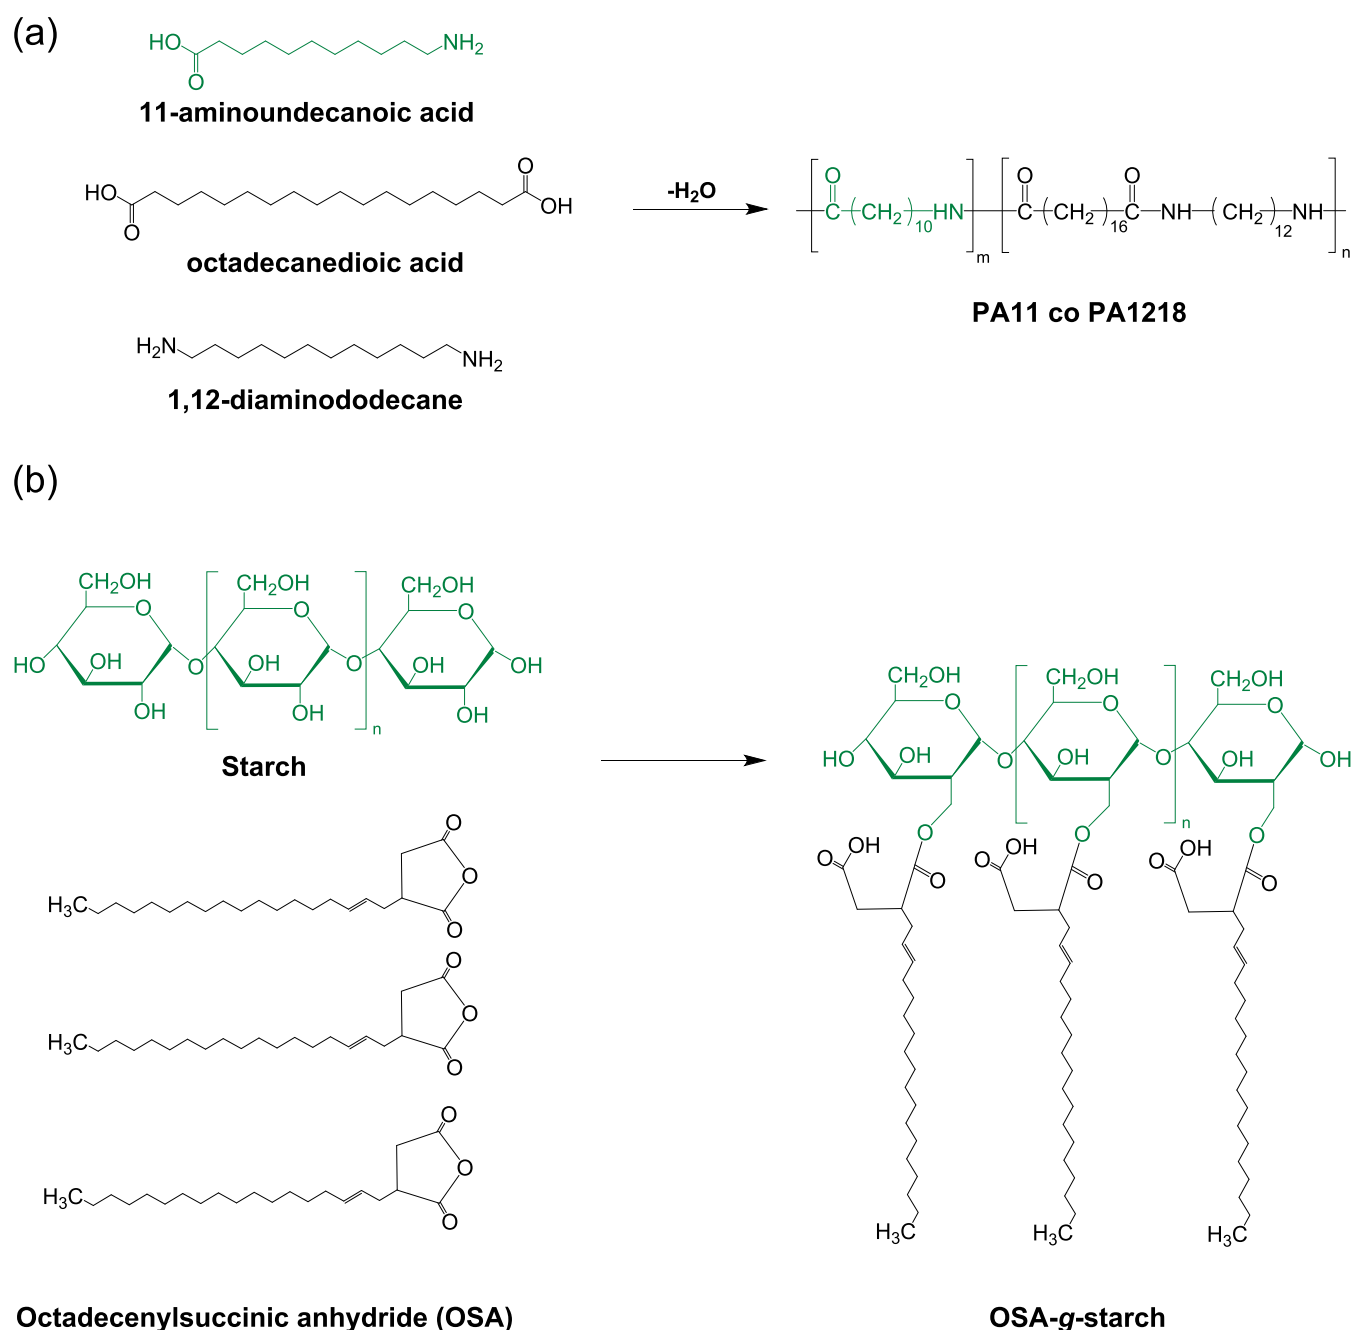 (a)
HO
O
NH2
11-aminoundecanoic acid
HO
O
O
OH
octadecanedioic acid
H2N
NH2
1,12-diaminododecane
-H2O
O
C(CH2)10HN
m
O
O
C(CH2)16C NH (CH2)12 NH
n
PA11 co PA1218
(b)
CH2OH
CH2OH
CH2OH
O
O
O
HO
OH
O
OH
O
OH
OH
OH
OH
OH
n
Starch
O
H3C
O
O
O
H3C
O
O
O
H3C
O
O
Octadecenylsuccinic anhydride (OSA)
CH2OH
CH2OH
CH2OH
O
O
O
HO
OH
O
OH
O
OH
OH
n
O
O
O
O
OH
O
O
OH
O
O
OH
O
H3C
H3C
H3C
OSA-g-starch